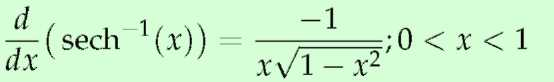 d/dx ( sech⁻¹(x)) = −1/(x√(1 − x²)); 0 < x < 1